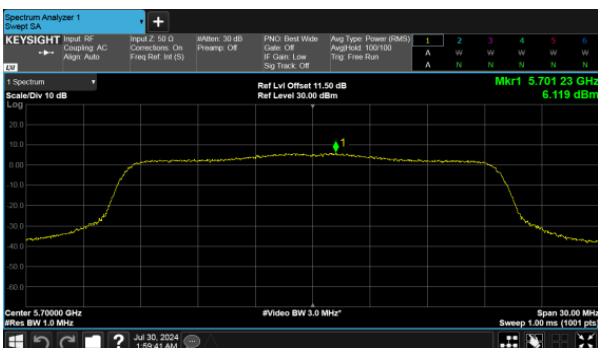 Spectrum Analyzer 1
Swept SA
+
KEYSIGHT Input: RF Input Z: 50 Ω #Atten: 30 dB PNO: Best Wide Avg Type: Power (RMS) 1 2 3 4 5 6
Coupling: AC Corrections: On Preamp: Off Gate: Off Avg|Hold: 100/100 A W W W W W
Align: Auto Freq Ref: Int (S) IF Gain: Low Trig: Free Run
LXI Sig Track: Off A N N N N N
1 Spectrum Ref Lvl Offset 11.50 dB Mkr1 5.701 23 GHz
Scale/Div 10 dB Ref Level 30.00 dBm 6.119 dBm
Log
20.0
10.0
1
0.00
-10.0
-20.0
-30.0
-40.0
-50.0
-60.0
Center 5.70000 GHz #Video BW 3.0 MHz* Span 30.00 MHz
#Res BW 1.0 MHz Sweep 1.00 ms (1001 pts)
? Jul 30, 2024
1:59:41 AM